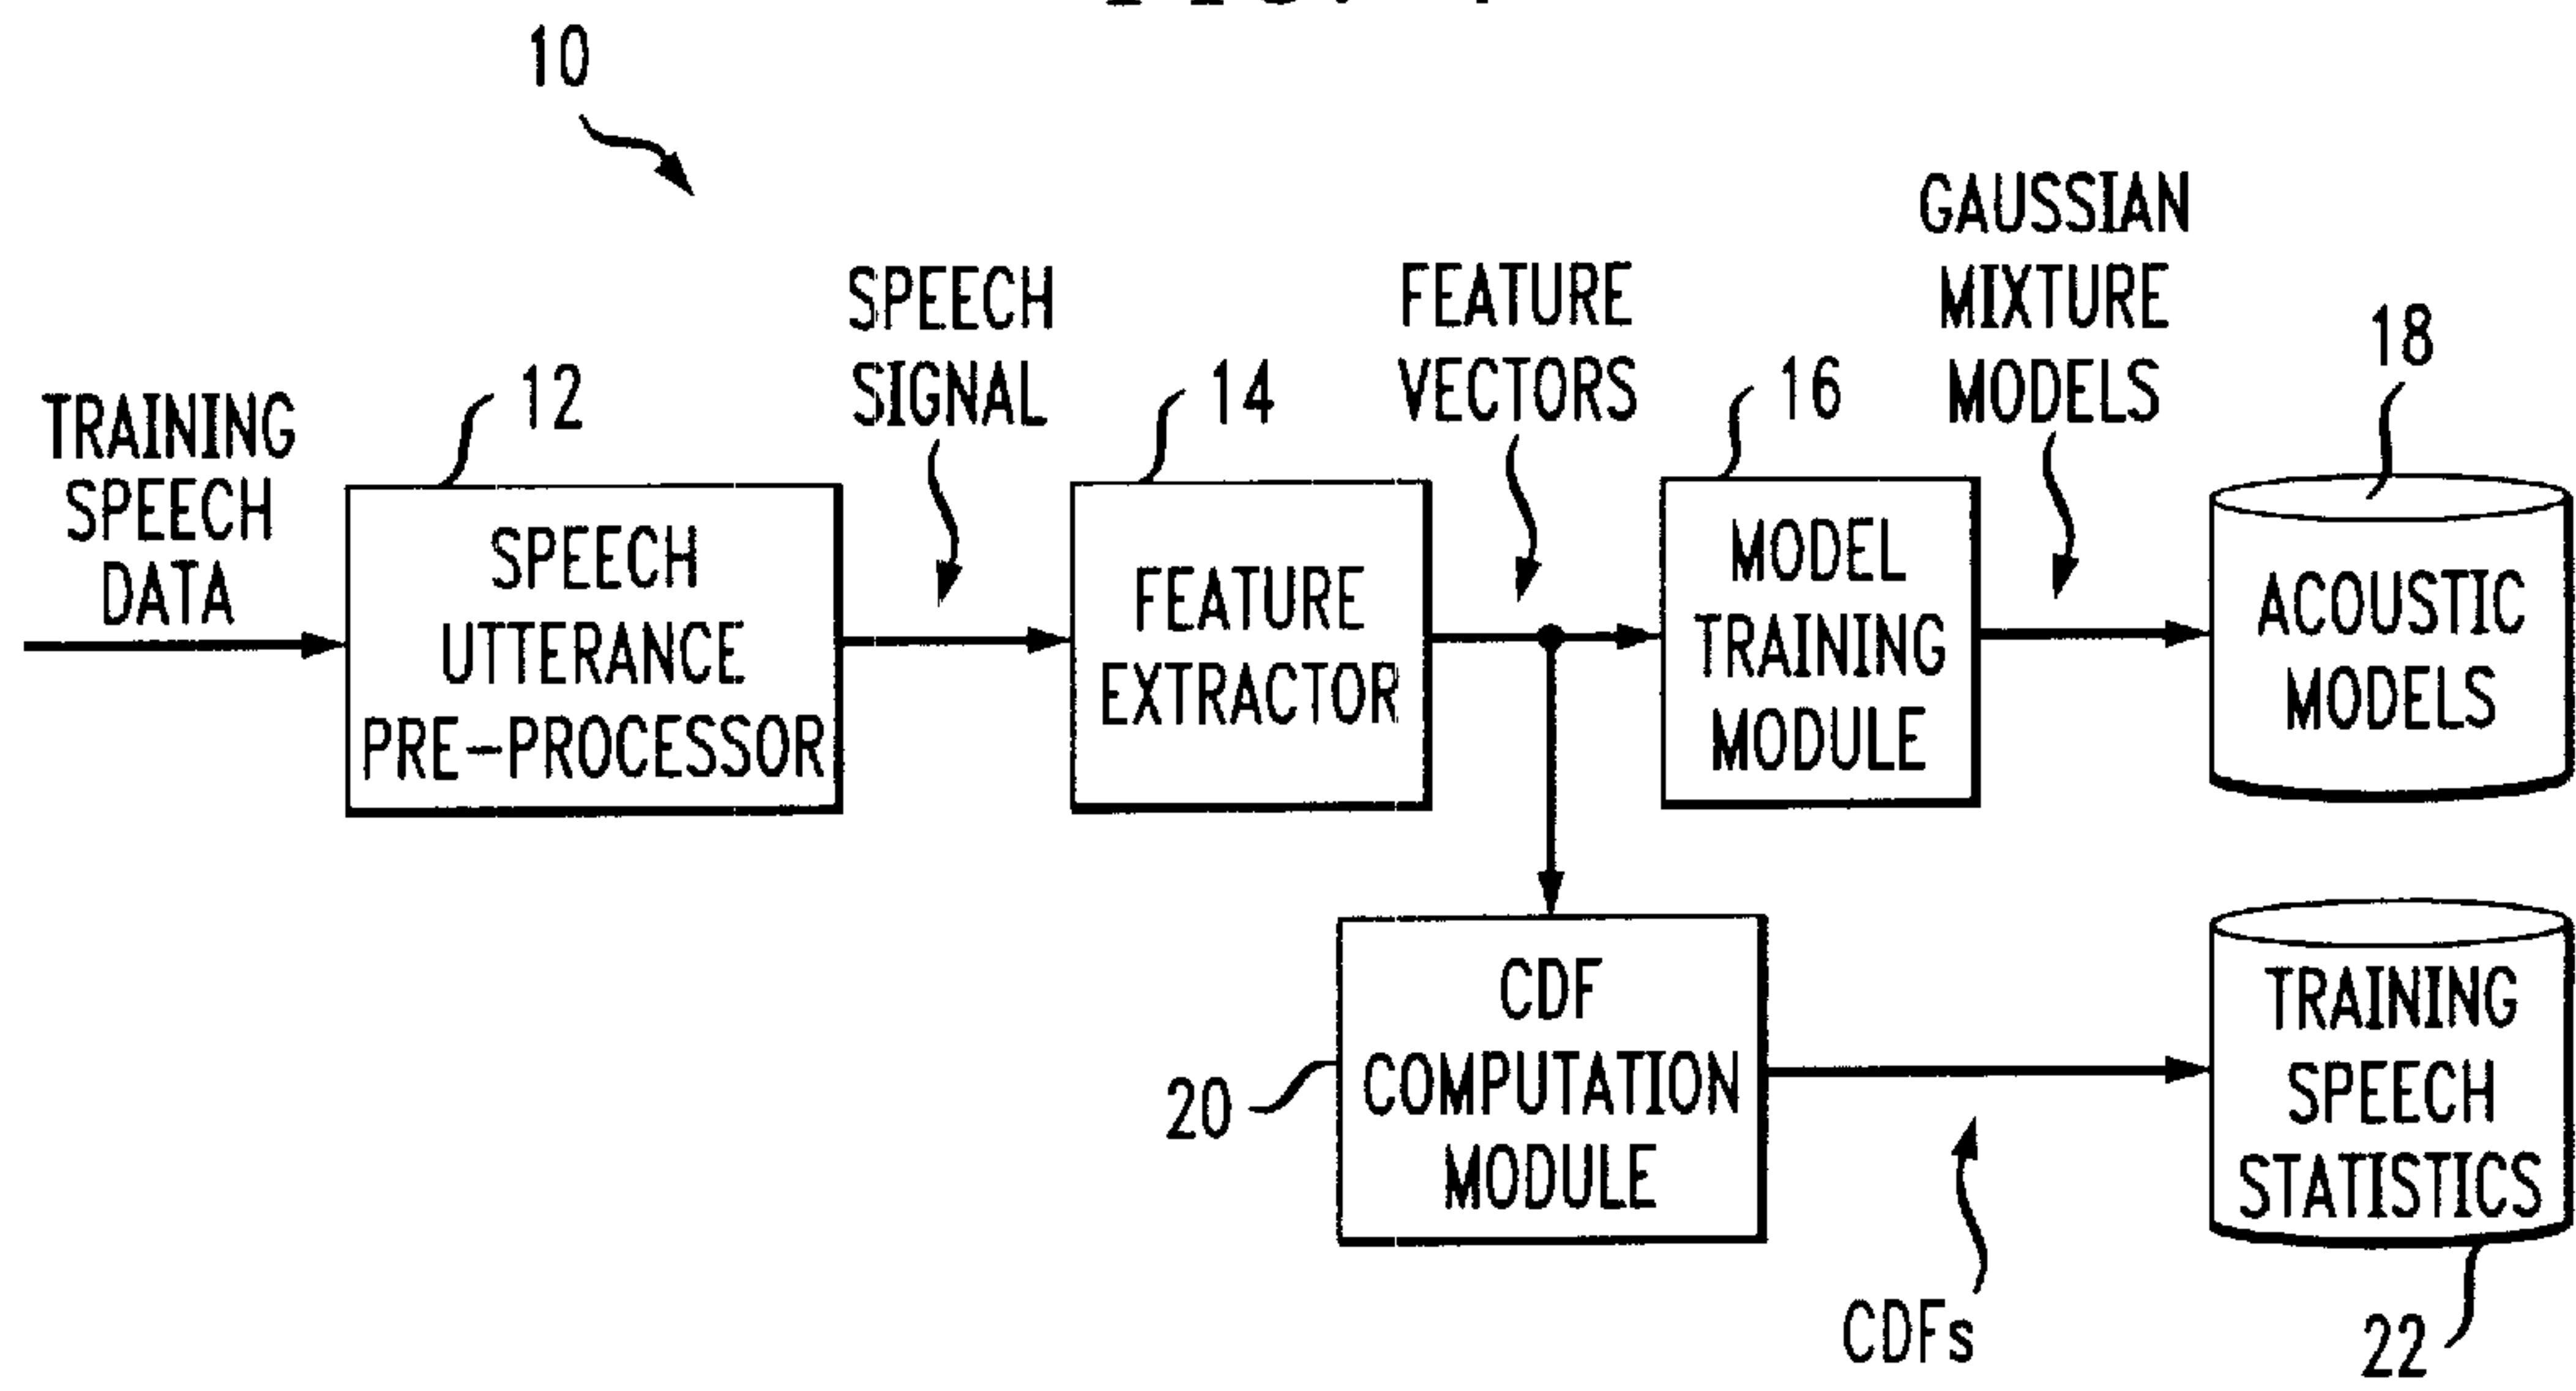 10
TRAINING
SPEECH
DATA
12
SPEECH
UTTERANCE
PRE-PROCESSOR
SPEECH
SIGNAL
14
FEATURE
EXTRACTOR
FEATURE
VECTORS
16
MODEL
TRAINING
MODULE
GAUSSIAN
MIXTURE
MODELS
18
ACOUSTIC
MODELS
20
CDF
COMPUTATION
MODULE
CDFs
TRAINING
SPEECH
STATISTICS
22